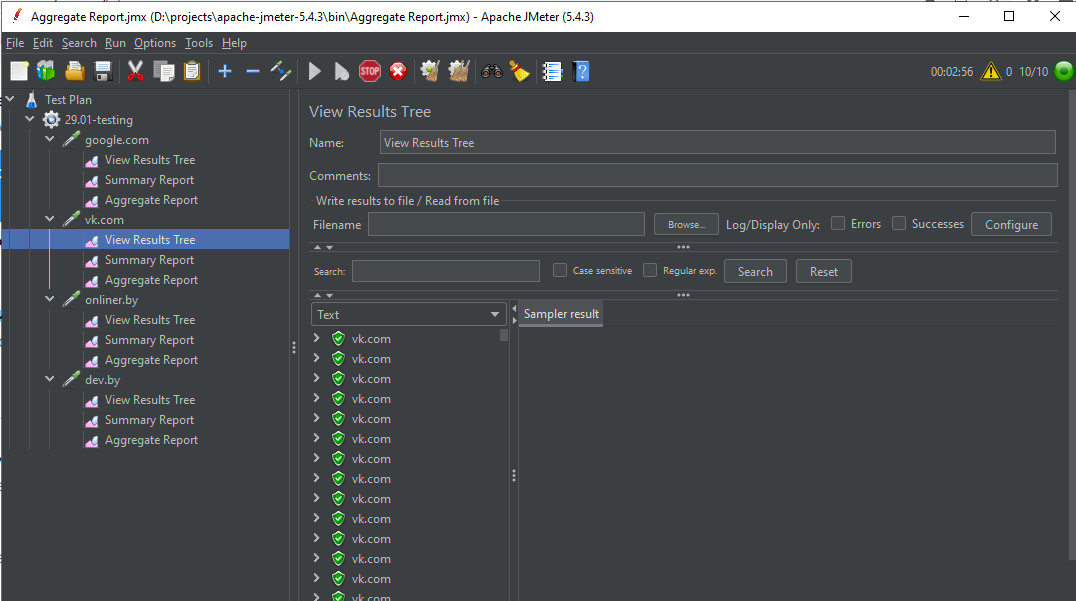 Aggregate Report.jmx (D:\projects\apache-jmeter-5.4.3\bin\Aggregate Report.jmx) - Apache JMeter (5.4.3)
File Edit Search Run Options Tools Help
STOP 00:02:56 0 10/10
Test Plan
29.01-testing
google.com
View Results Tree
Summary Report
Aggregate Report
vk.com
View Results Tree
Summary Report
Aggregate Report
onliner.by
View Results Tree
Summary Report
Aggregate Report
dev.by
View Results Tree
Summary Report
Aggregate Report
View Results Tree
Name: View Results Tree
Comments:
Write results to file / Read from file
Filename Browse... Log/Display Only: Errors Successes Configure
Search: Case sensitive Regular exp. Search Reset
Text
Sampler result
vk.com
vk.com
vk.com
vk.com
vk.com
vk.com
vk.com
vk.com
vk.com
vk.com
vk.com
vk.com
vk.com
vk.com